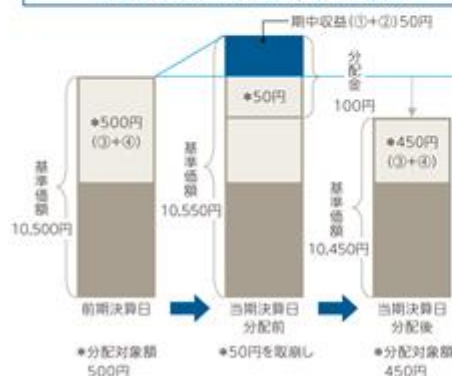 期中収益(①+②)50円
分配金
100円
*500円
(③+④)
*50円
*450円
(③+④)
基準価額
10,500円
基準価額
10,550円
基準価額
10,450円
前期決算日
当期決算日
分配前
当期決算日
分配後
*分配対象額
500円
*50円を取崩し
*分配対象額
450円